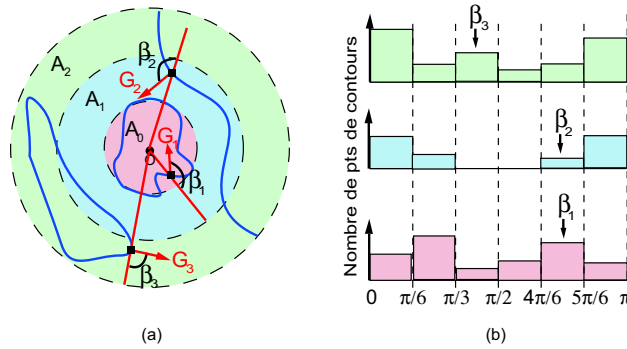 A₂
A₁
A₀
β₂
G₂
G₁
o
β₁
G₃
β₃
(a)
Nombre de pts de contours
β₃
β₂
β₁
0 π/6 π/3 π/2 4π/6 5π/6 π
(b)